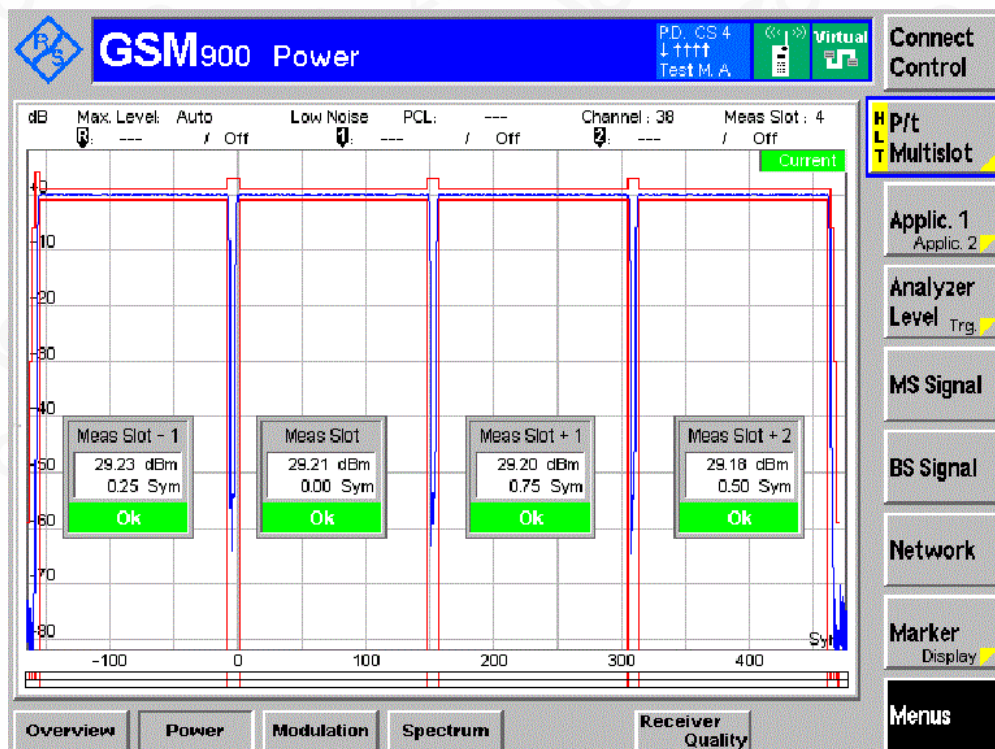 R/S
GSM900 Power
PD. CS 4
↓↑↑↑↑
Test M. A
Virtual
Connect Control
dB Max. Level: Auto Low Noise PCL: --- Channel : 38 Meas Slot : 4
R: --- / Off 1: --- / Off 2: --- / Off
Current
HLT
P/t Multislot
Applic. 1
Applic. 2
Analyzer Level
Trg.
MS Signal
BS Signal
Network
Marker
Display
Menus
+0
-10
-20
-30
-40
-50
-60
-70
-80
Meas Slot - 1
29.23 dBm
0.25 Sym
Ok
Meas Slot
29.21 dBm
0.00 Sym
Ok
Meas Slot + 1
29.20 dBm
0.75 Sym
Ok
Meas Slot + 2
29.18 dBm
0.50 Sym
Ok
-100 0 100 200 300 400
Overview Power Modulation Spectrum Receiver Quality